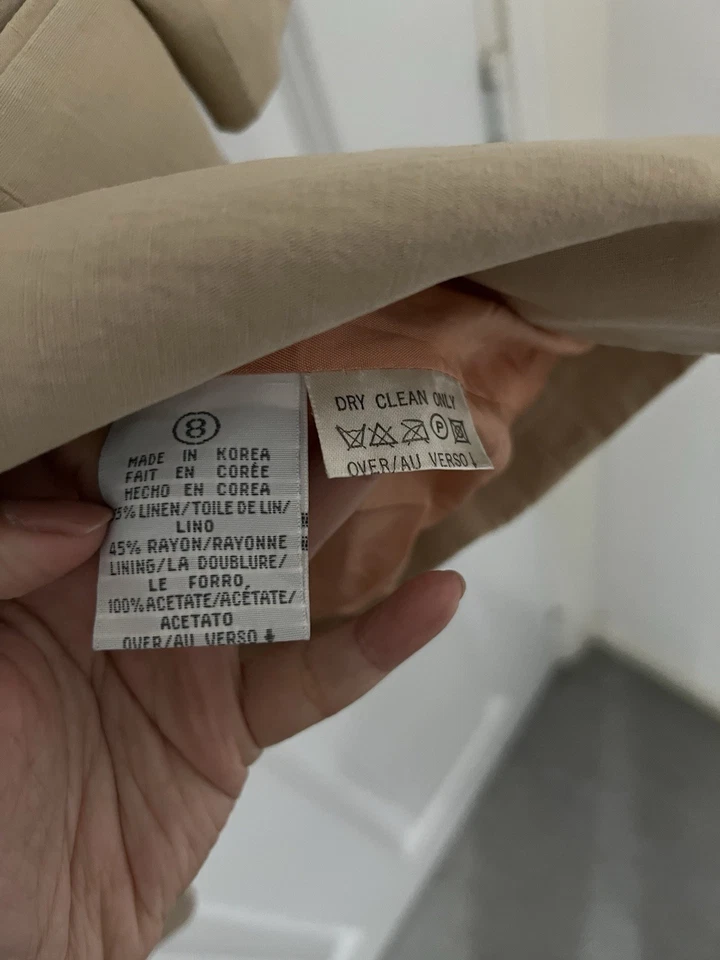 8
MADE IN KOREA
FAIT EN CORÉE
HECHO EN COREA
5% LINEN/TOILE DE LIN/
LINO
45% RAYON/RAYONNE
LINING/LA DOUBLURE/
LE FORRO,
100% ACETATE/ACÉTATE/
ACETATO
OVER/AU VERSO
DRY CLEAN ONLY
P
OVER/AU VERSO